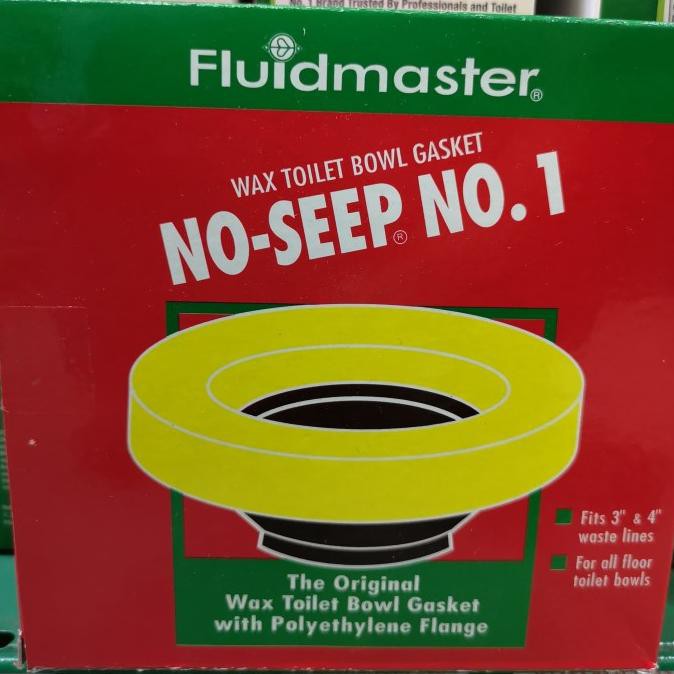 No. 1 Brand Trusted By Professionals and Toilet
Fluidmaster®
WAX TOILET BOWL GASKET
NO-SEEP® NO. 1
Fits 3" & 4"
waste lines
For all floor
toilet bowls
The Original
Wax Toilet Bowl Gasket
with Polyethylene Flange